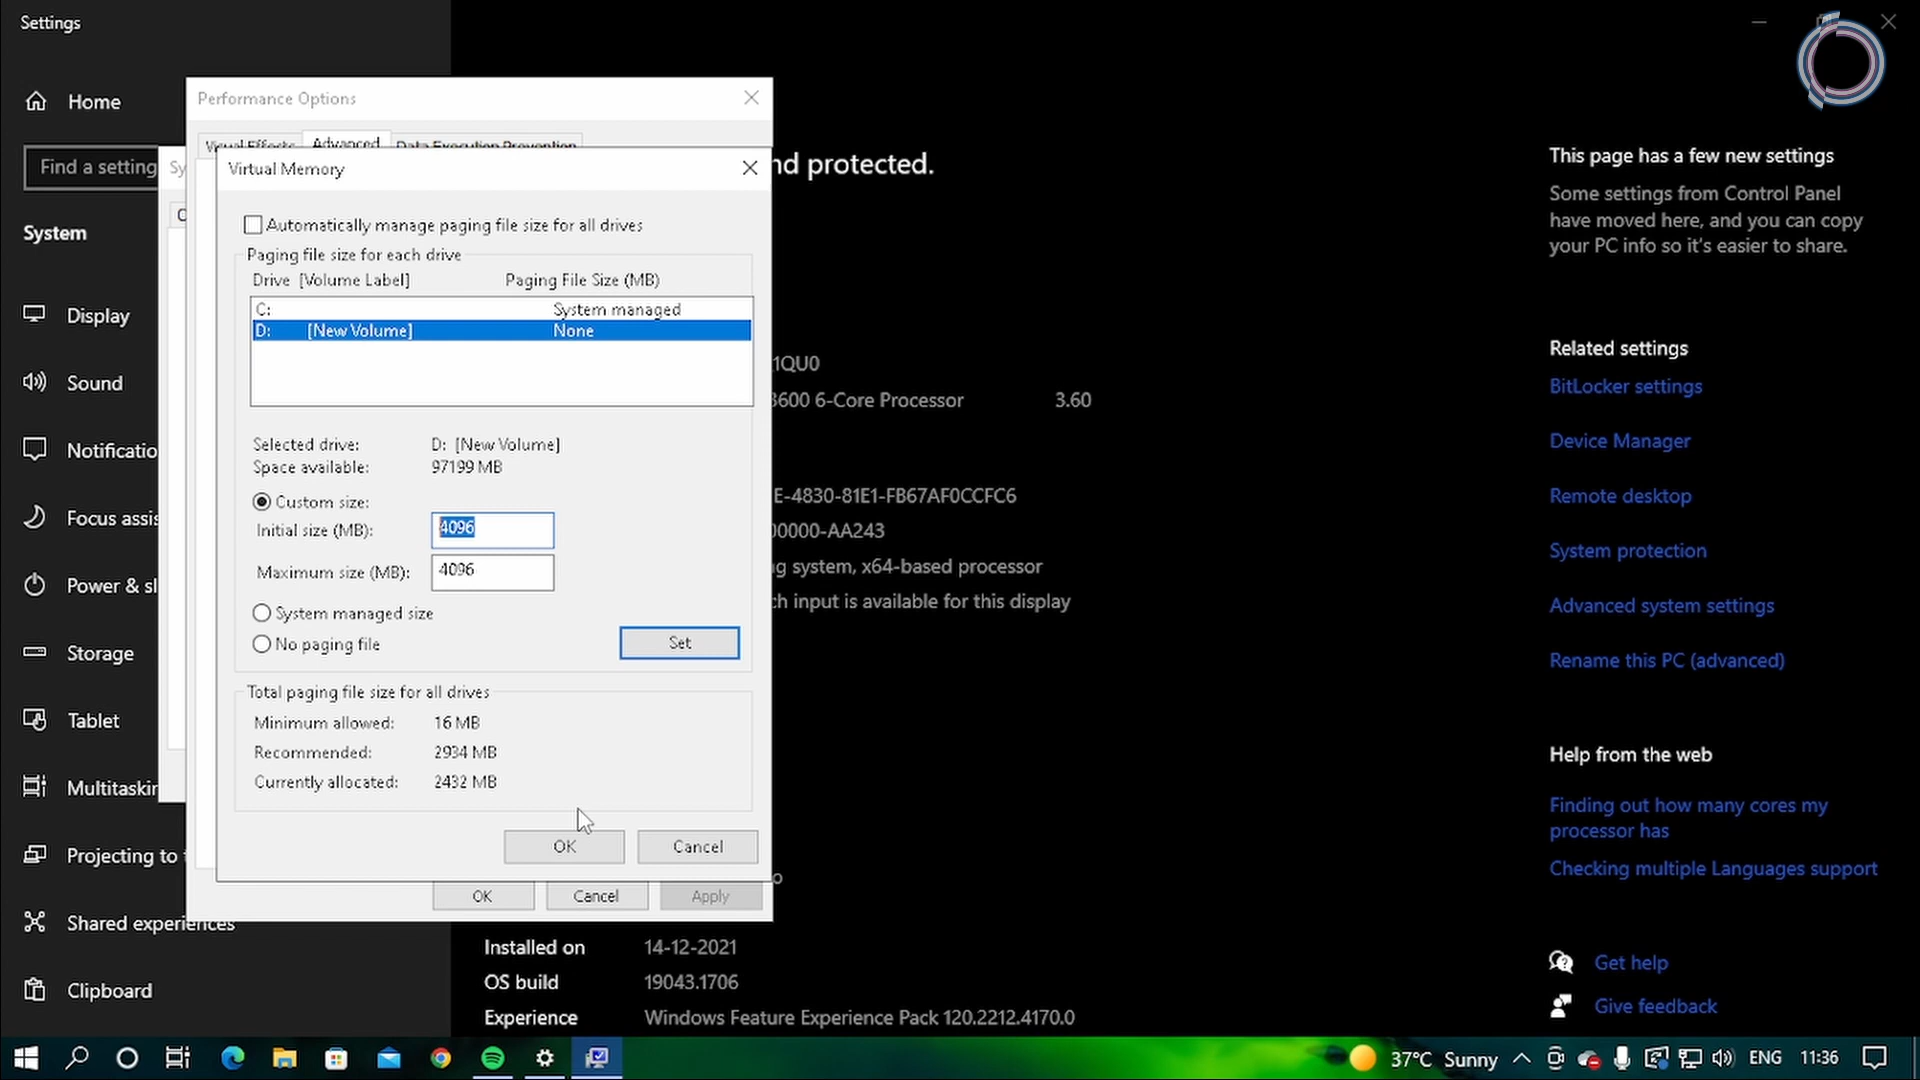 Settings
Home
Find a setting
System
Display
Sound
Notificatio
Focus assis
Power & sl
Storage
Tablet
Multitaskin
Projecting to t
Shared experiences
Clipboard
Performance Options
Visual Effects Advanced Data Execution Prevention
Sy
Virtual Memory
Automatically manage paging file size for all drives
Paging file size for each drive
Drive [Volume Label] Paging File Size (MB)
C: System managed
D: [New Volume] None
Selected drive: D: [New Volume]
Space available: 97199 MB
Custom size:
Initial size (MB): 4096
Maximum size (MB): 4096
System managed size
No paging file
Set
Total paging file size for all drives
Minimum allowed: 16 MB
Recommended: 2934 MB
Currently allocated: 2432 MB
OK Cancel
OK Cancel Apply
nd protected.
1QU0
3600 6-Core Processor 3.60
E-4830-81E1-FB67AF0CCFC6
00000-AA243
ng system, x64-based processor
ch input is available for this display
o
Installed on 14-12-2021
OS build 19043.1706
Experience Windows Feature Experience Pack 120.2212.4170.0
This page has a few new settings
Some settings from Control Panel
have moved here, and you can copy
your PC info so it's easier to share.
Related settings
BitLocker settings
Device Manager
Remote desktop
System protection
Advanced system settings
Rename this PC (advanced)
Help from the web
Finding out how many cores my
processor has
Checking multiple Languages support
Get help
Give feedback
37°C Sunny ENG 11:36